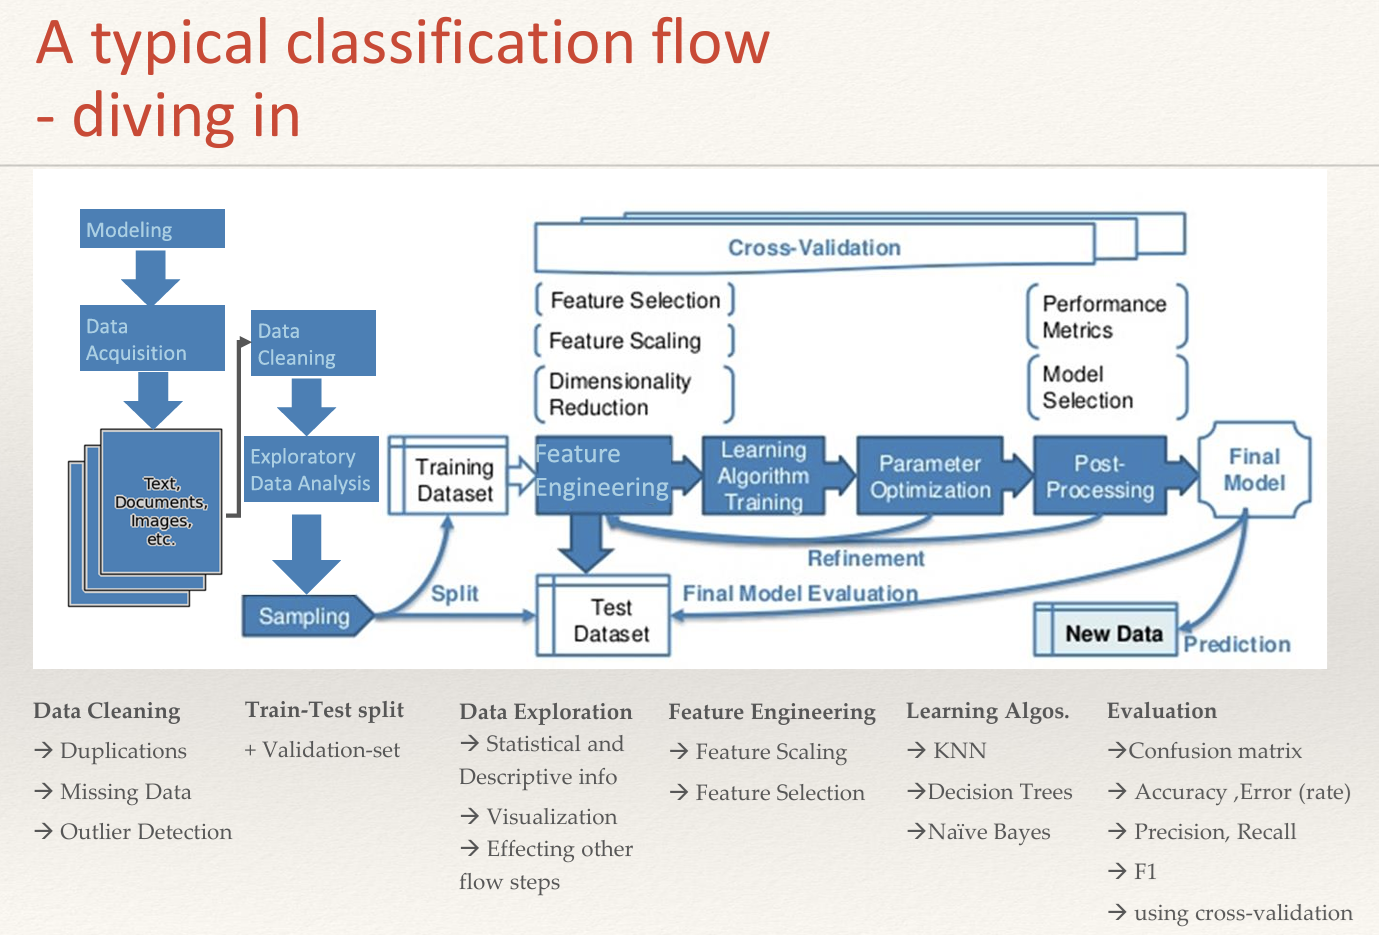 A typical classification flow
- diving in
Modeling
Data
Acquisition
Text,
Documents,
Images,
etc.
Data
Cleaning
Exploratory
Data Analysis
Sampling
Split
Training
Dataset
Test
Dataset
Cross-Validation
Feature Selection
Feature Scaling
Dimensionality
Reduction
Feature
Engineering
Learning
Algorithm
Training
Parameter
Optimization
Performance
Metrics
Model
Selection
Post-
Processing
Final
Model
Refinement
Final Model Evaluation
New Data
Prediction
Data Cleaning
→ Duplications
→ Missing Data
→ Outlier Detection
Train-Test split
+ Validation-set
Data Exploration
→ Statistical and
Descriptive info
→ Visualization
→ Effecting other
flow steps
Feature Engineering
→ Feature Scaling
→ Feature Selection
Learning Algos.
→ KNN
→Decision Trees
→Naïve Bayes
Evaluation
→Confusion matrix
→ Accuracy ,Error (rate)
→ Precision, Recall
→ F1
→ using cross-validation